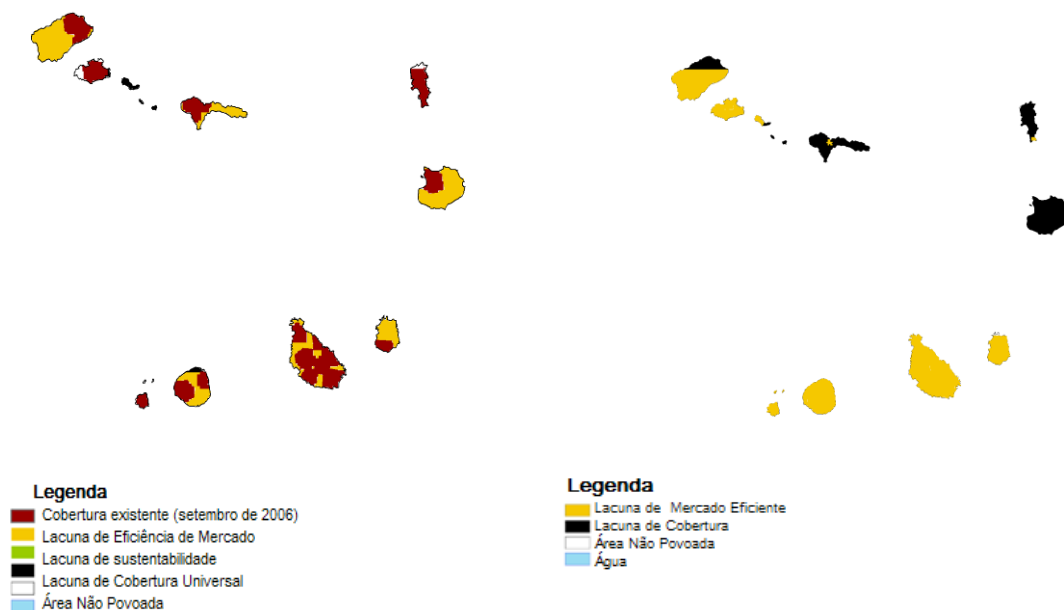 Legenda
Cobertura existente (setembro de 2006)
Lacuna de Eficiência de Mercado
Lacuna de sustentabilidade
Lacuna de Cobertura Universal
Área Não Povoada
Legenda
Lacuna de Mercado Eficiente
Lacuna de Cobertura
Área Não Povoada
Água